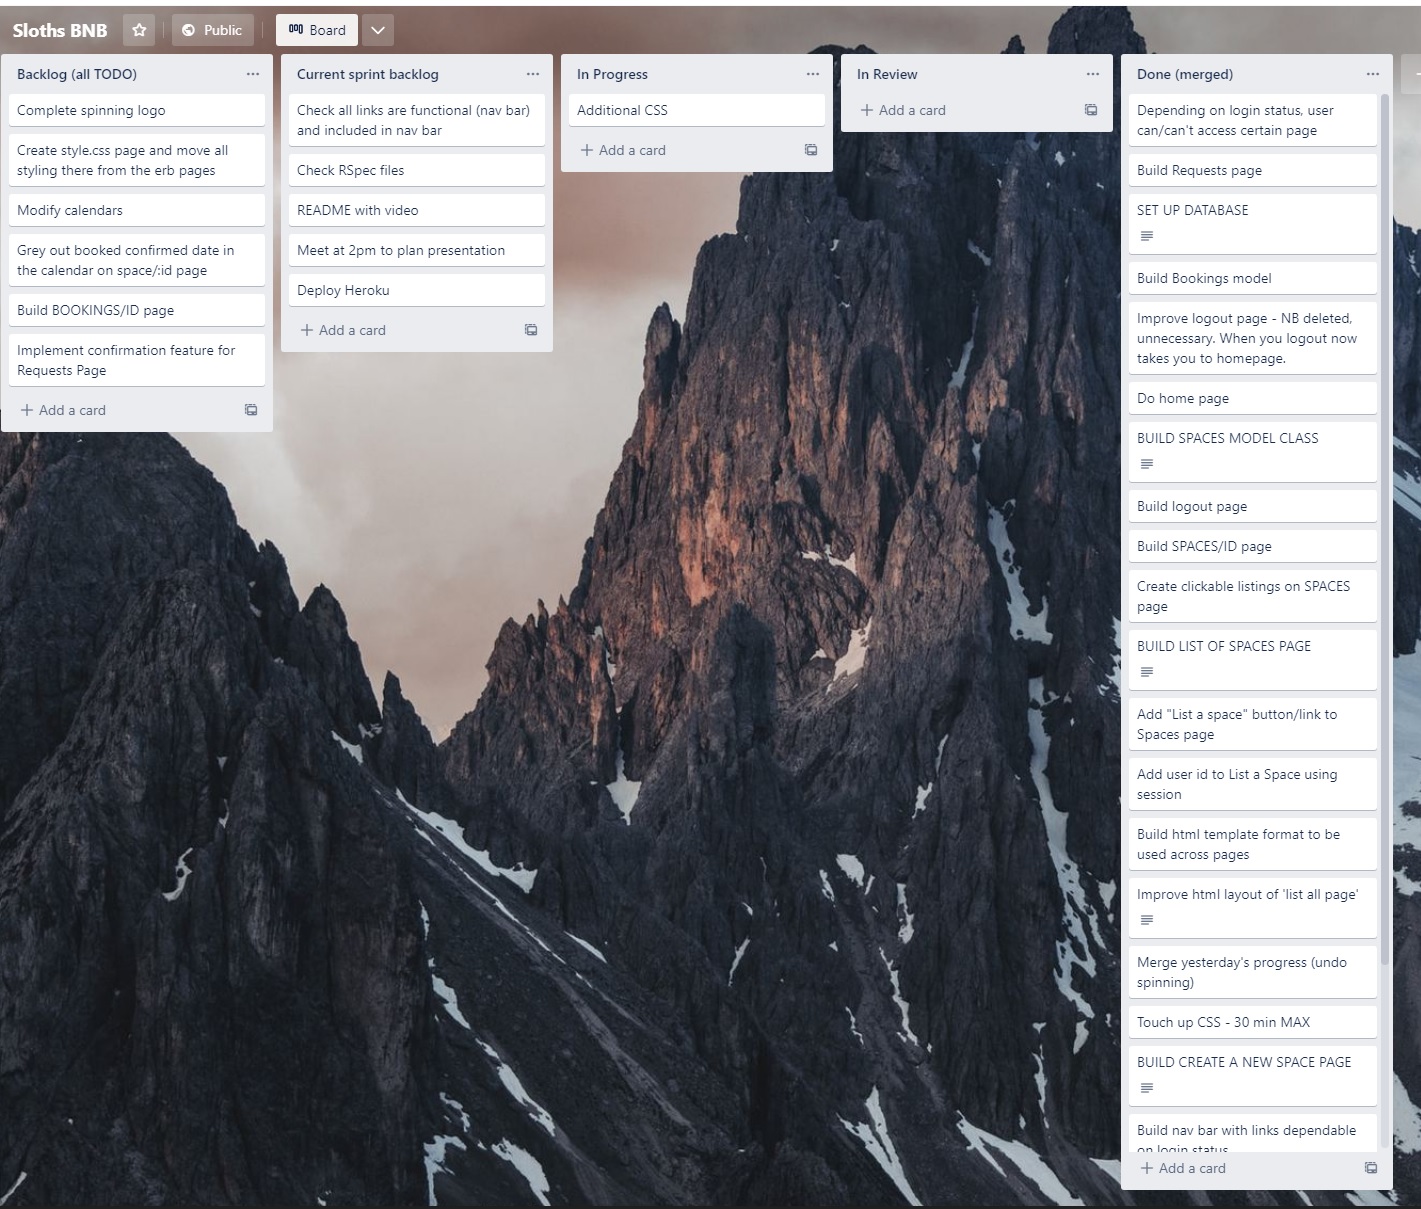 Sloths BNB
Public
Board
Backlog (all TODO)
Complete spinning logo
Create style.css page and move all
styling there from the erb pages
Modify calendars
Grey out booked confirmed date in
the calendar on space/:id page
Build BOOKINGS/ID page
Implement confirmation feature for
Requests Page
Add a card
Current sprint backlog
Check all links are functional (nav bar)
and included in nav bar
Check RSpec files
README with video
Meet at 2pm to plan presentation
Deploy Heroku
Add a card
In Progress
Additional CSS
Add a card
In Review
Add a card
Done (merged)
Depending on login status, user
can/can't access certain page
Build Requests page
SET UP DATABASE
Build Bookings model
Improve logout page - NB deleted,
unnecessary. When you logout now
takes you to homepage.
Do home page
BUILD SPACES MODEL CLASS
Build logout page
Build SPACES/ID page
Create clickable listings on SPACES
page
BUILD LIST OF SPACES PAGE
Add "List a space" button/link to
Spaces page
Add user id to List a Space using
session
Build html template format to be
used across pages
Improve html layout of 'list all page'
Merge yesterday's progress (undo
spinning)
Touch up CSS - 30 min MAX
BUILD CREATE A NEW SPACE PAGE
Build nav bar with links dependable
on login status
Add a card